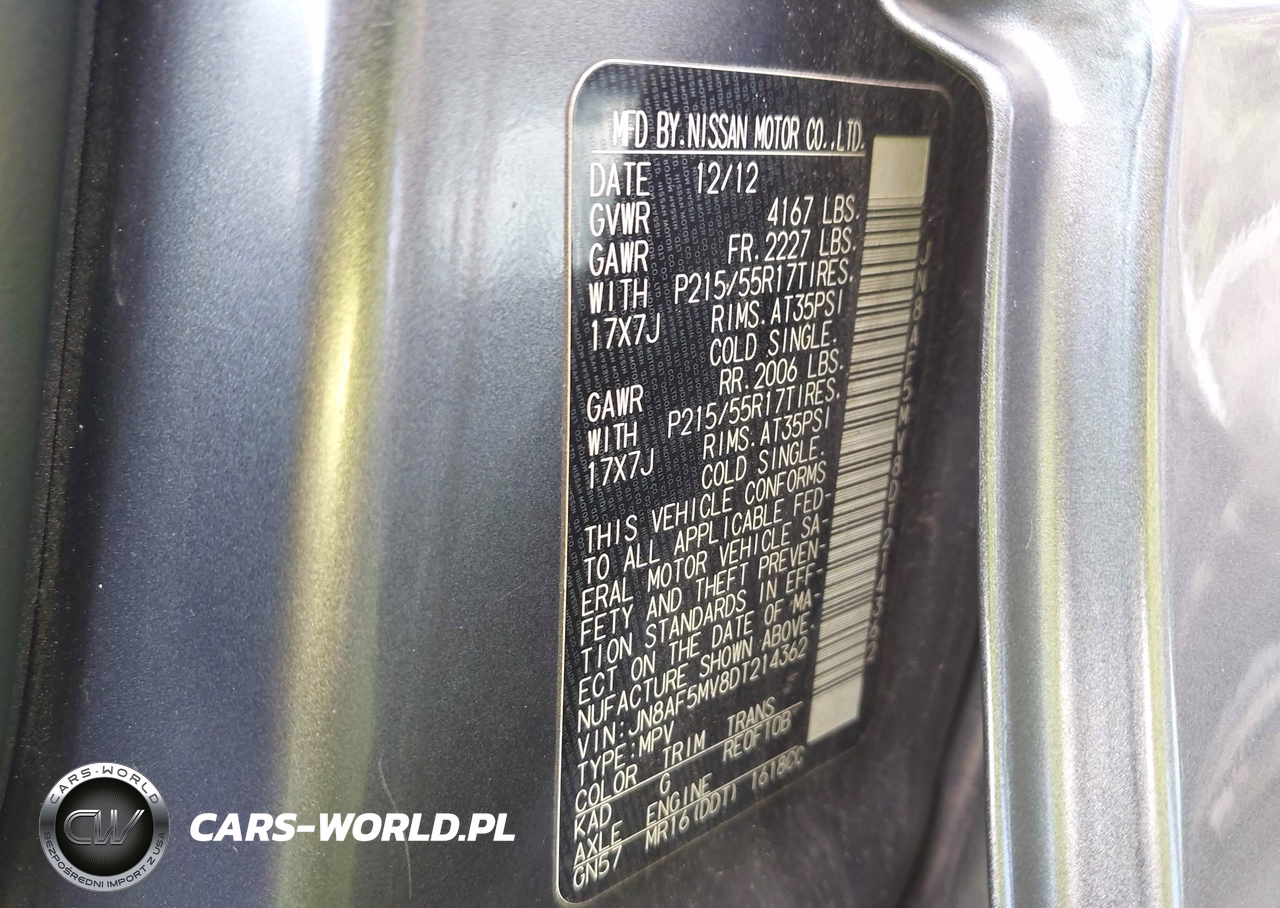 MFD BY.NISSAN MOTOR CO.,LTD.
DATE 12/12
GVWR 4167 LBS.
GAWR FR.2227 LBS.
WITH P215/55R17TIRES.
17X7J RIMS.AT35PSI
COLD SINGLE.
GAWR RR.2006 LBS.
WITH P215/55R17TIRES.
17X7J RIMS.AT35PSI
COLD SINGLE.
THIS VEHICLE CONFORMS
TO ALL APPLICABLE FED-
ERAL MOTOR VEHICLE SA-
FETY AND THEFT PREVEN-
TION STANDARDS IN EFF-
ECT ON THE DATE OF MA-
NUFACTURE SHOWN ABOVE.
VIN:JN8AF5MV8DT214362
TYPE:MPV
COLOR TRIM TRANS
KAD G RE0F10B
AXLE ENGINE
GN57 MR16(DDT) 1618CC
JN8AF5MV8DT214362
CARS-WORLD
CW
BEZPOŚREDNI IMPORT Z USA
CARS-WORLD.PL